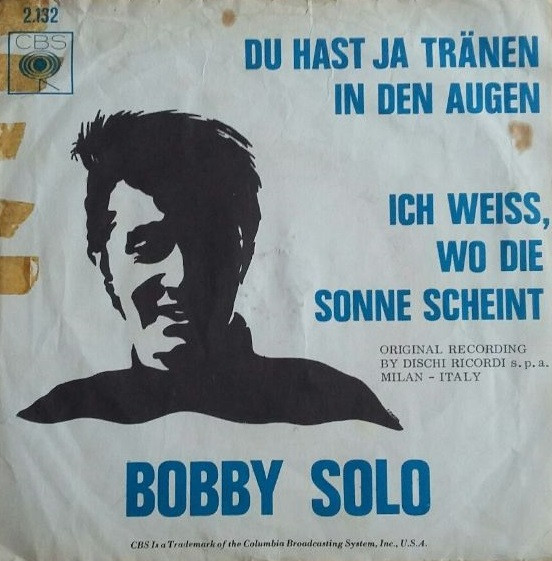 2.132
CBS
DU HAST JA TRÄNEN
IN DEN AUGEN
ICH WEISS,
WO DIE
SONNE SCHEINT
ORIGINAL RECORDING
BY DISCHI RICORDI s.p.a.
MILAN - ITALY
BOBBY SOLO
CBS Is a Trademark of the Columbia Broadcasting System, Inc., U.S.A.